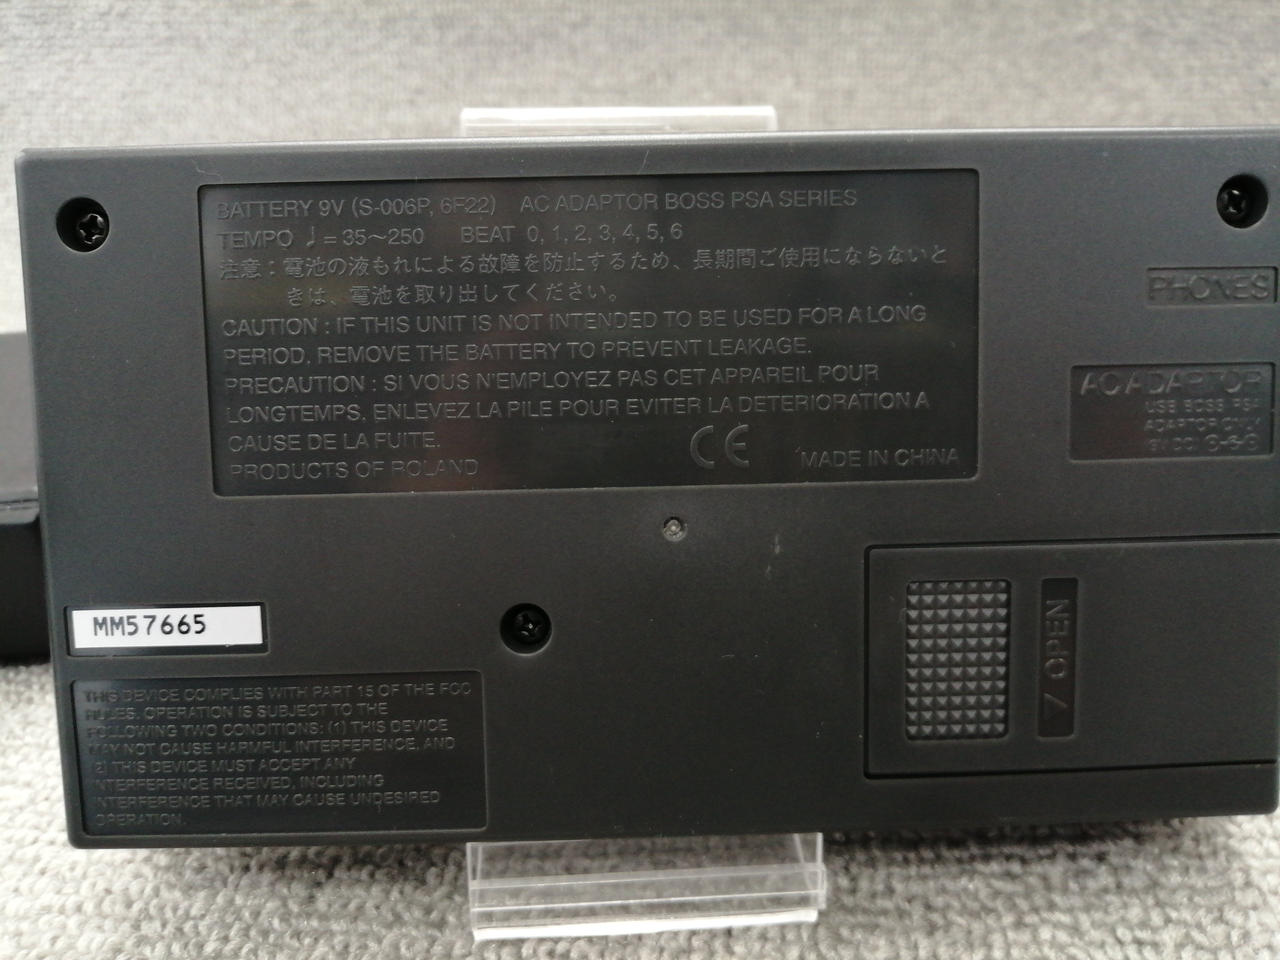 BATTERY 9V (S-006P, 6F22) AC ADAPTOR BOSS PSA SERIES
TEMPO ♩= 35～250 BEAT 0, 1, 2, 3, 4, 5, 6
注意：電池の液もれによる故障を防止するため、長期間ご使用にならないと
きは、電池を取り出してください。
CAUTION : IF THIS UNIT IS NOT INTENDED TO BE USED FOR A LONG
PERIOD, REMOVE THE BATTERY TO PREVENT LEAKAGE.
PRECAUTION : SI VOUS N'EMPLOYEZ PAS CET APPAREIL POUR
LONGTEMPS, ENLEVEZ LA PILE POUR EVITER LA DETERIORATION A
CAUSE DE LA FUITE.
PRODUCTS OF ROLAND CE MADE IN CHINA
PHONES
AC ADAPTOR
USE BOSS PSA
ADAPTOR ONLY
9V DC
OPEN
MM57665
THIS DEVICE COMPLIES WITH PART 15 OF THE FCC
RULES. OPERATION IS SUBJECT TO THE
FOLLOWING TWO CONDITIONS: (1) THIS DEVICE
MAY NOT CAUSE HARMFUL INTERFERENCE, AND
(2) THIS DEVICE MUST ACCEPT ANY
INTERFERENCE RECEIVED, INCLUDING
INTERFERENCE THAT MAY CAUSE UNDESIRED
OPERATION.